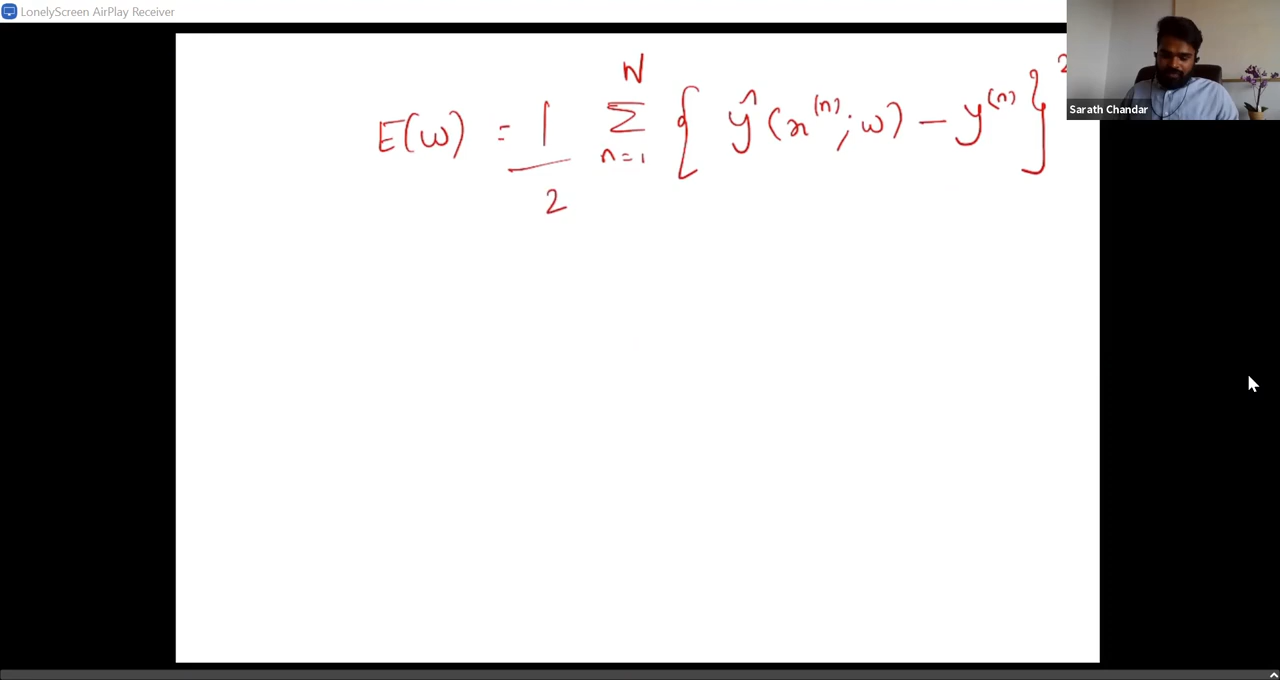 LonelyScreen AirPlay Receiver
E(w) = 1/2 Σ_{n=1}^{N} { ŷ(x^{(n)}; w) − y^{(n)} }^2
Sarath Chandar